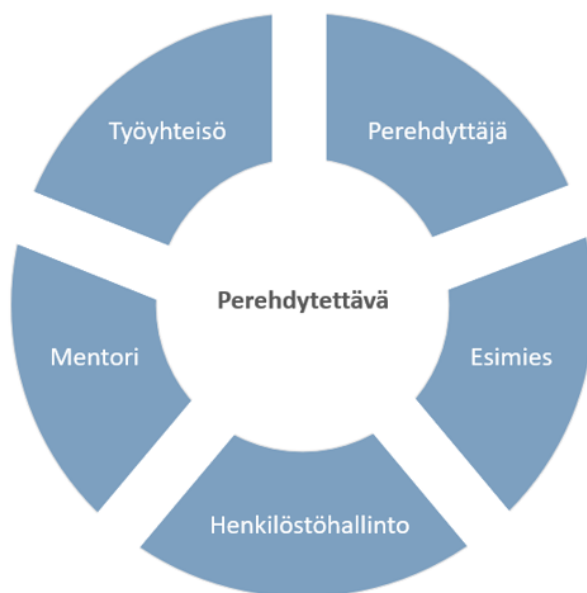 Työyhteisö
Perehdyttäjä
Perehdytettävä
Mentori
Esimies
Henkilöstöhallinto